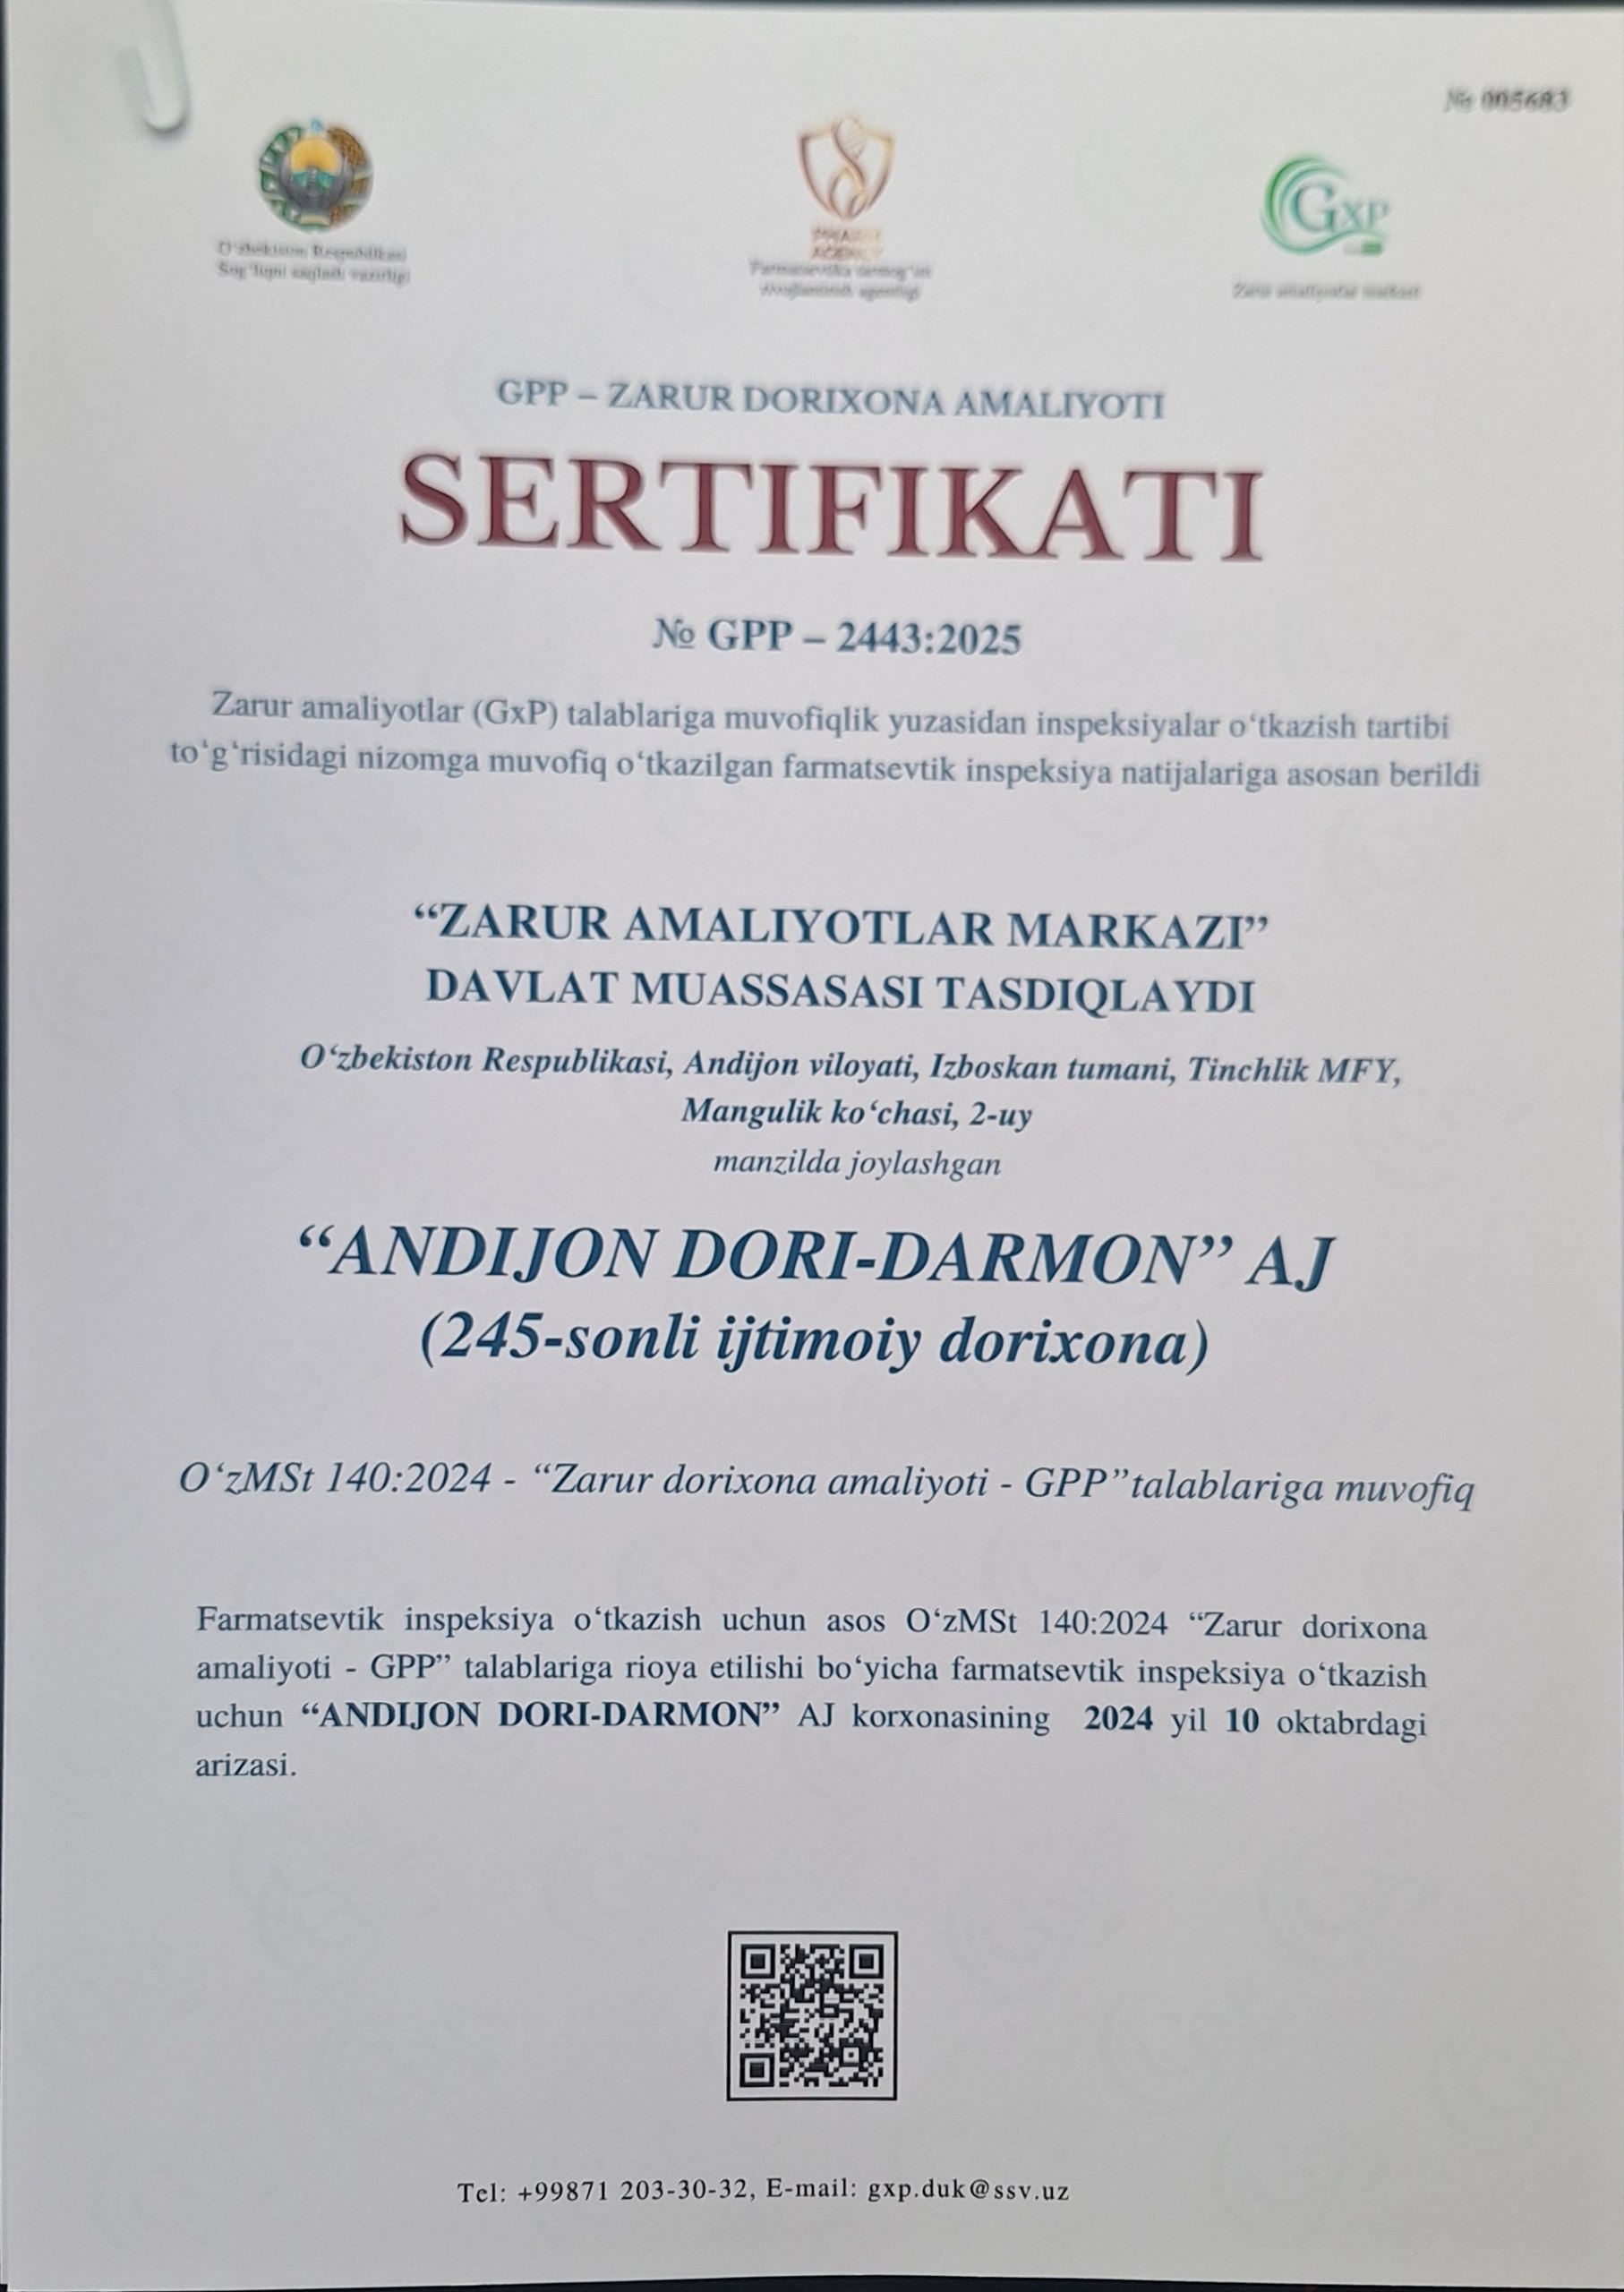 № 005683
O‘zbekiston Respublikasi
Sog‘liqni saqlash vazirligi
PHARM
AGENCY
Farmatsevtika tarmog‘ini
rivojlantirish agentligi
GxP
Zarur amaliyotlar markazi
GPP – ZARUR DORIXONA AMALIYOTI
SERTIFIKATI
№ GPP – 2443:2025
Zarur amaliyotlar (GxP) talablariga muvofiqlik yuzasidan inspeksiyalar o‘tkazish tartibi
to‘g‘risidagi nizomga muvofiq o‘tkazilgan farmatsevtik inspeksiya natijalariga asosan berildi
“ZARUR AMALIYOTLAR MARKAZI”
DAVLAT MUASSASASI TASDIQLAYDI
O‘zbekiston Respublikasi, Andijon viloyati, Izboskan tumani, Tinchlik MFY,
Mangulik ko‘chasi, 2-uy
manzilda joylashgan
“ANDIJON DORI-DARMON” AJ
(245-sonli ijtimoiy dorixona)
O‘zMSt 140:2024 - “Zarur dorixona amaliyoti - GPP”talablariga muvofiq
Farmatsevtik inspeksiya o‘tkazish uchun asos O‘zMSt 140:2024 “Zarur dorixona
amaliyoti - GPP” talablariga rioya etilishi bo‘yicha farmatsevtik inspeksiya o‘tkazish
uchun “ANDIJON DORI-DARMON” AJ korxonasining 2024 yil 10 oktabrdagi
arizasi.
Tel: +99871 203-30-32, E-mail: gxp.duk@ssv.uz